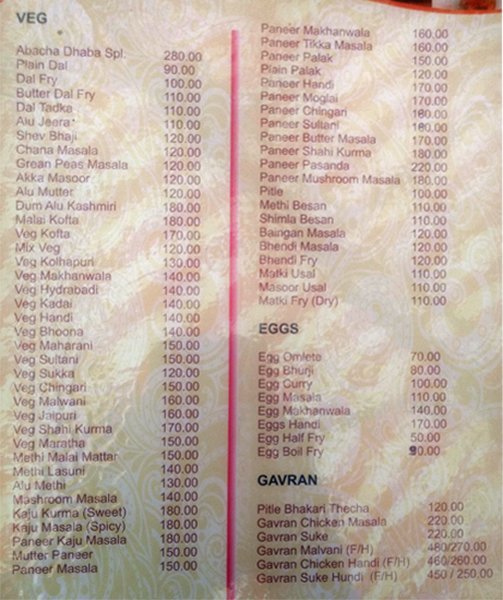 VEG
Abacha Dhaba Spl. 280.00
Plain Dal 90.00
Dal Fry 100.00
Butter Dal Fry 110.00
Dal Tadka 110.00
Alu Jeera 110.00
Shev Bhaji 120.00
Chana Masala 120.00
Grean Peas Masala 120.00
Akka Masoor 120.00
Alu Mutter 120.00
Dum Alu Kashmiri 180.00
Malai Kofta 180.00
Veg Kofta 170.00
Mix Veg 120.00
Veg Kolhapuri 130.00
Veg Makhanwala 140.00
Veg Hydrabadi 140.00
Veg Kadai 140.00
Veg Handi 140.00
Veg Bhoona 140.00
Veg Maharani 150.00
Veg Sultani 150.00
Veg Sukka 120.00
Veg Chingari 150.00
Veg Malwani 160.00
Veg Jaipuri 160.00
Veg Shahi Kurma 170.00
Veg Maratha 150.00
Methi Malai Mattar 150.00
Methi Lasuni 140.00
Alu Methi 130.00
Mashroom Masala 140.00
Kaju Kurma (Sweet) 180.00
Kaju Masala (Spicy) 180.00
Paneer Kaju Masala 180.00
Mutter Paneer 150.00
Paneer Masala 150.00
Paneer Makhanwala 160.00
Paneer Tikka Masala 160.00
Paneer Palak 150.00
Plain Palak 120.00
Paneer Handi 170.00
Paneer Moglai 170.00
Paneer Chingari
Paneer Sultani
Paneer Butter Masala 170.00
Paneer Shahi Kurma 180.00
Paneer Pasanda 220.00
Paneer Mushroom Masala 180.00
Pitle 100.00
Methi Besan 110.00
Shimla Besan 110.00
Baingan Masala 120.00
Bhendi Masala 120.00
Bhendi Fry 120.00
Matki Usal 110.00
Masoor Usal 110.00
Matki Fry (Dry) 110.00
EGGS
Egg Omlete 70.00
Egg Bhurji 80.00
Egg Curry 100.00
Egg Masala 110.00
Egg Makhanwala 140.00
Eggs Handi 170.00
Egg Half Fry 50.00
Egg Boil Fry 90.00
GAVRAN
Pitle Bhakari Thecha 120.00
Gavran Chicken Masala 220.00
Gavran Suke 220.00
Gavran Malvani (F/H) 480/270.00
Gavran Chicken Handi (F/H) 460/260.00
Gavran Suke Hundi (F/H) 450 / 250.00